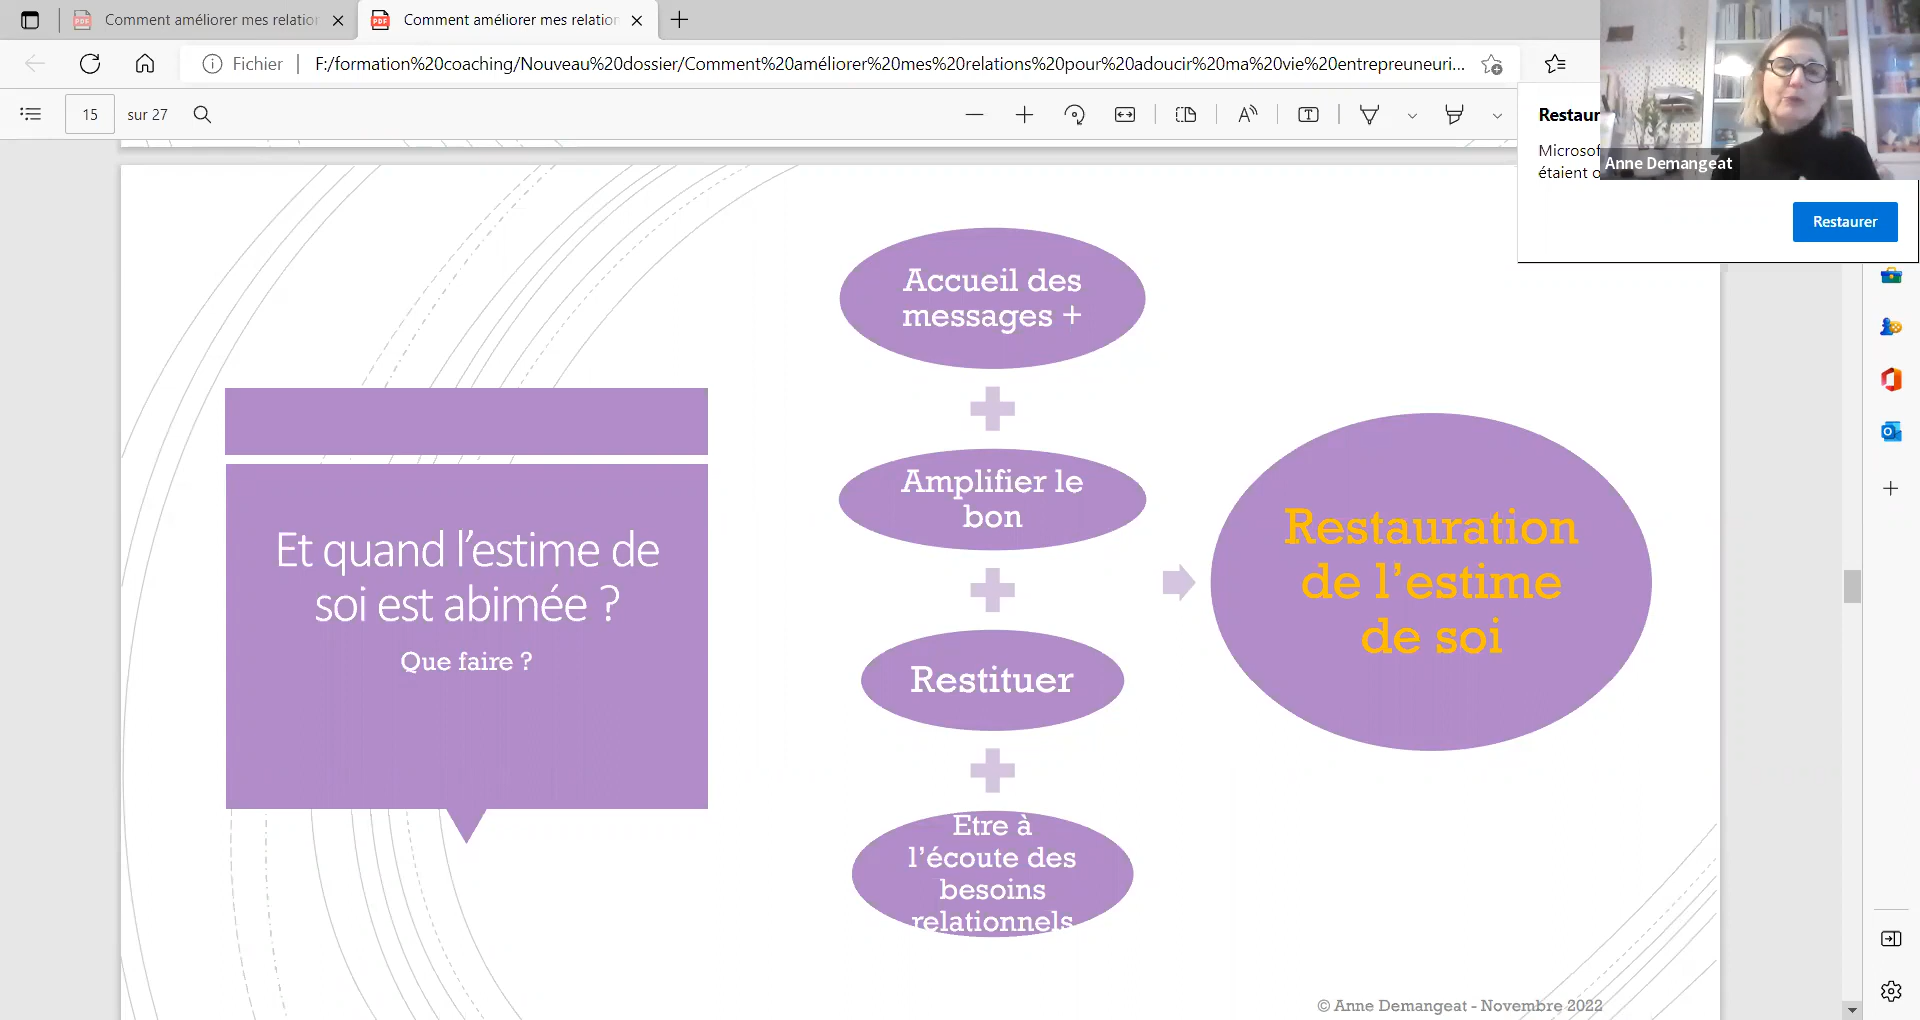 Comment améliorer mes relatio
Comment améliorer mes relatio
Fichier
F:/formation%20coaching/Nouveau%20dossier/Comment%20améliorer%20mes%20relations%20pour%20adoucir%20ma%20vie%20entrepreuneuri...
15
sur 27
Restaur
Microsof
étaient o
Anne Demangeat
Restaurer
Et quand l’estime de
soi est abimée ?
Que faire ?
Accueil des
messages +
Amplifier le
bon
Restituer
Etre à
l’écoute des
besoins
relationnels
Restauration
de l’estime
de soi
© Anne Demangeat - Novembre 2022